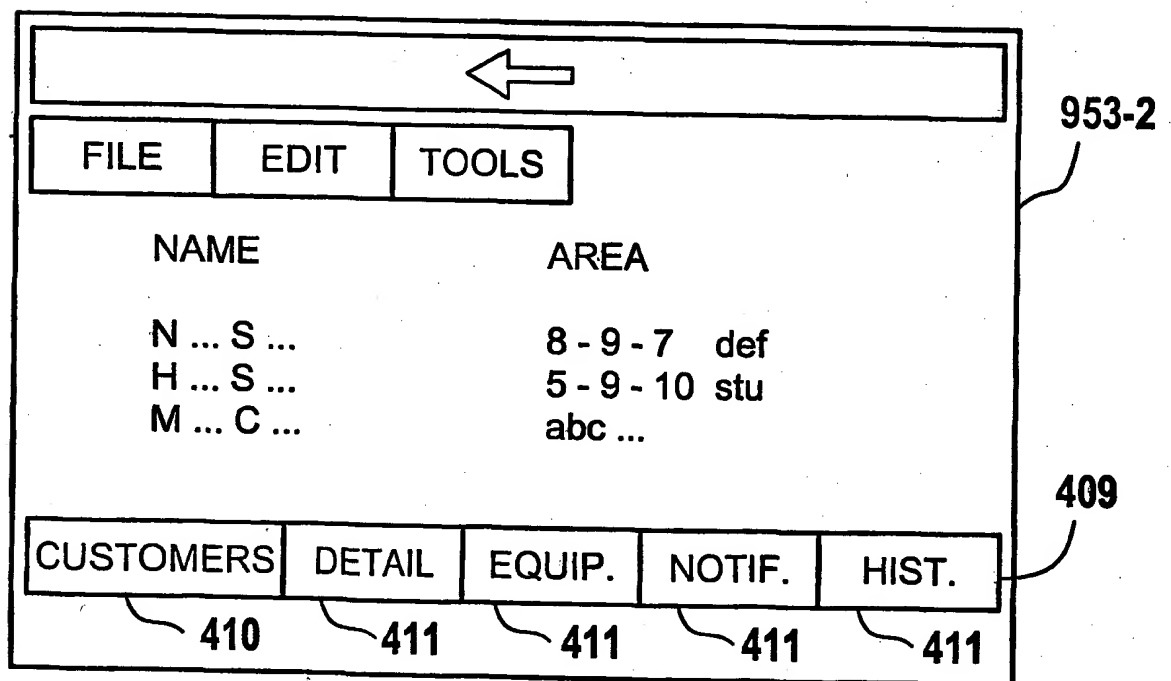 953-2
FILE EDIT TOOLS
NAME AREA
N ... S ... 8 - 9 - 7 def
H ... S ... 5 - 9 - 10 stu
M ... C ... abc ...
409
CUSTOMERS DETAIL EQUIP. NOTIF. HIST.
410 411 411 411 411